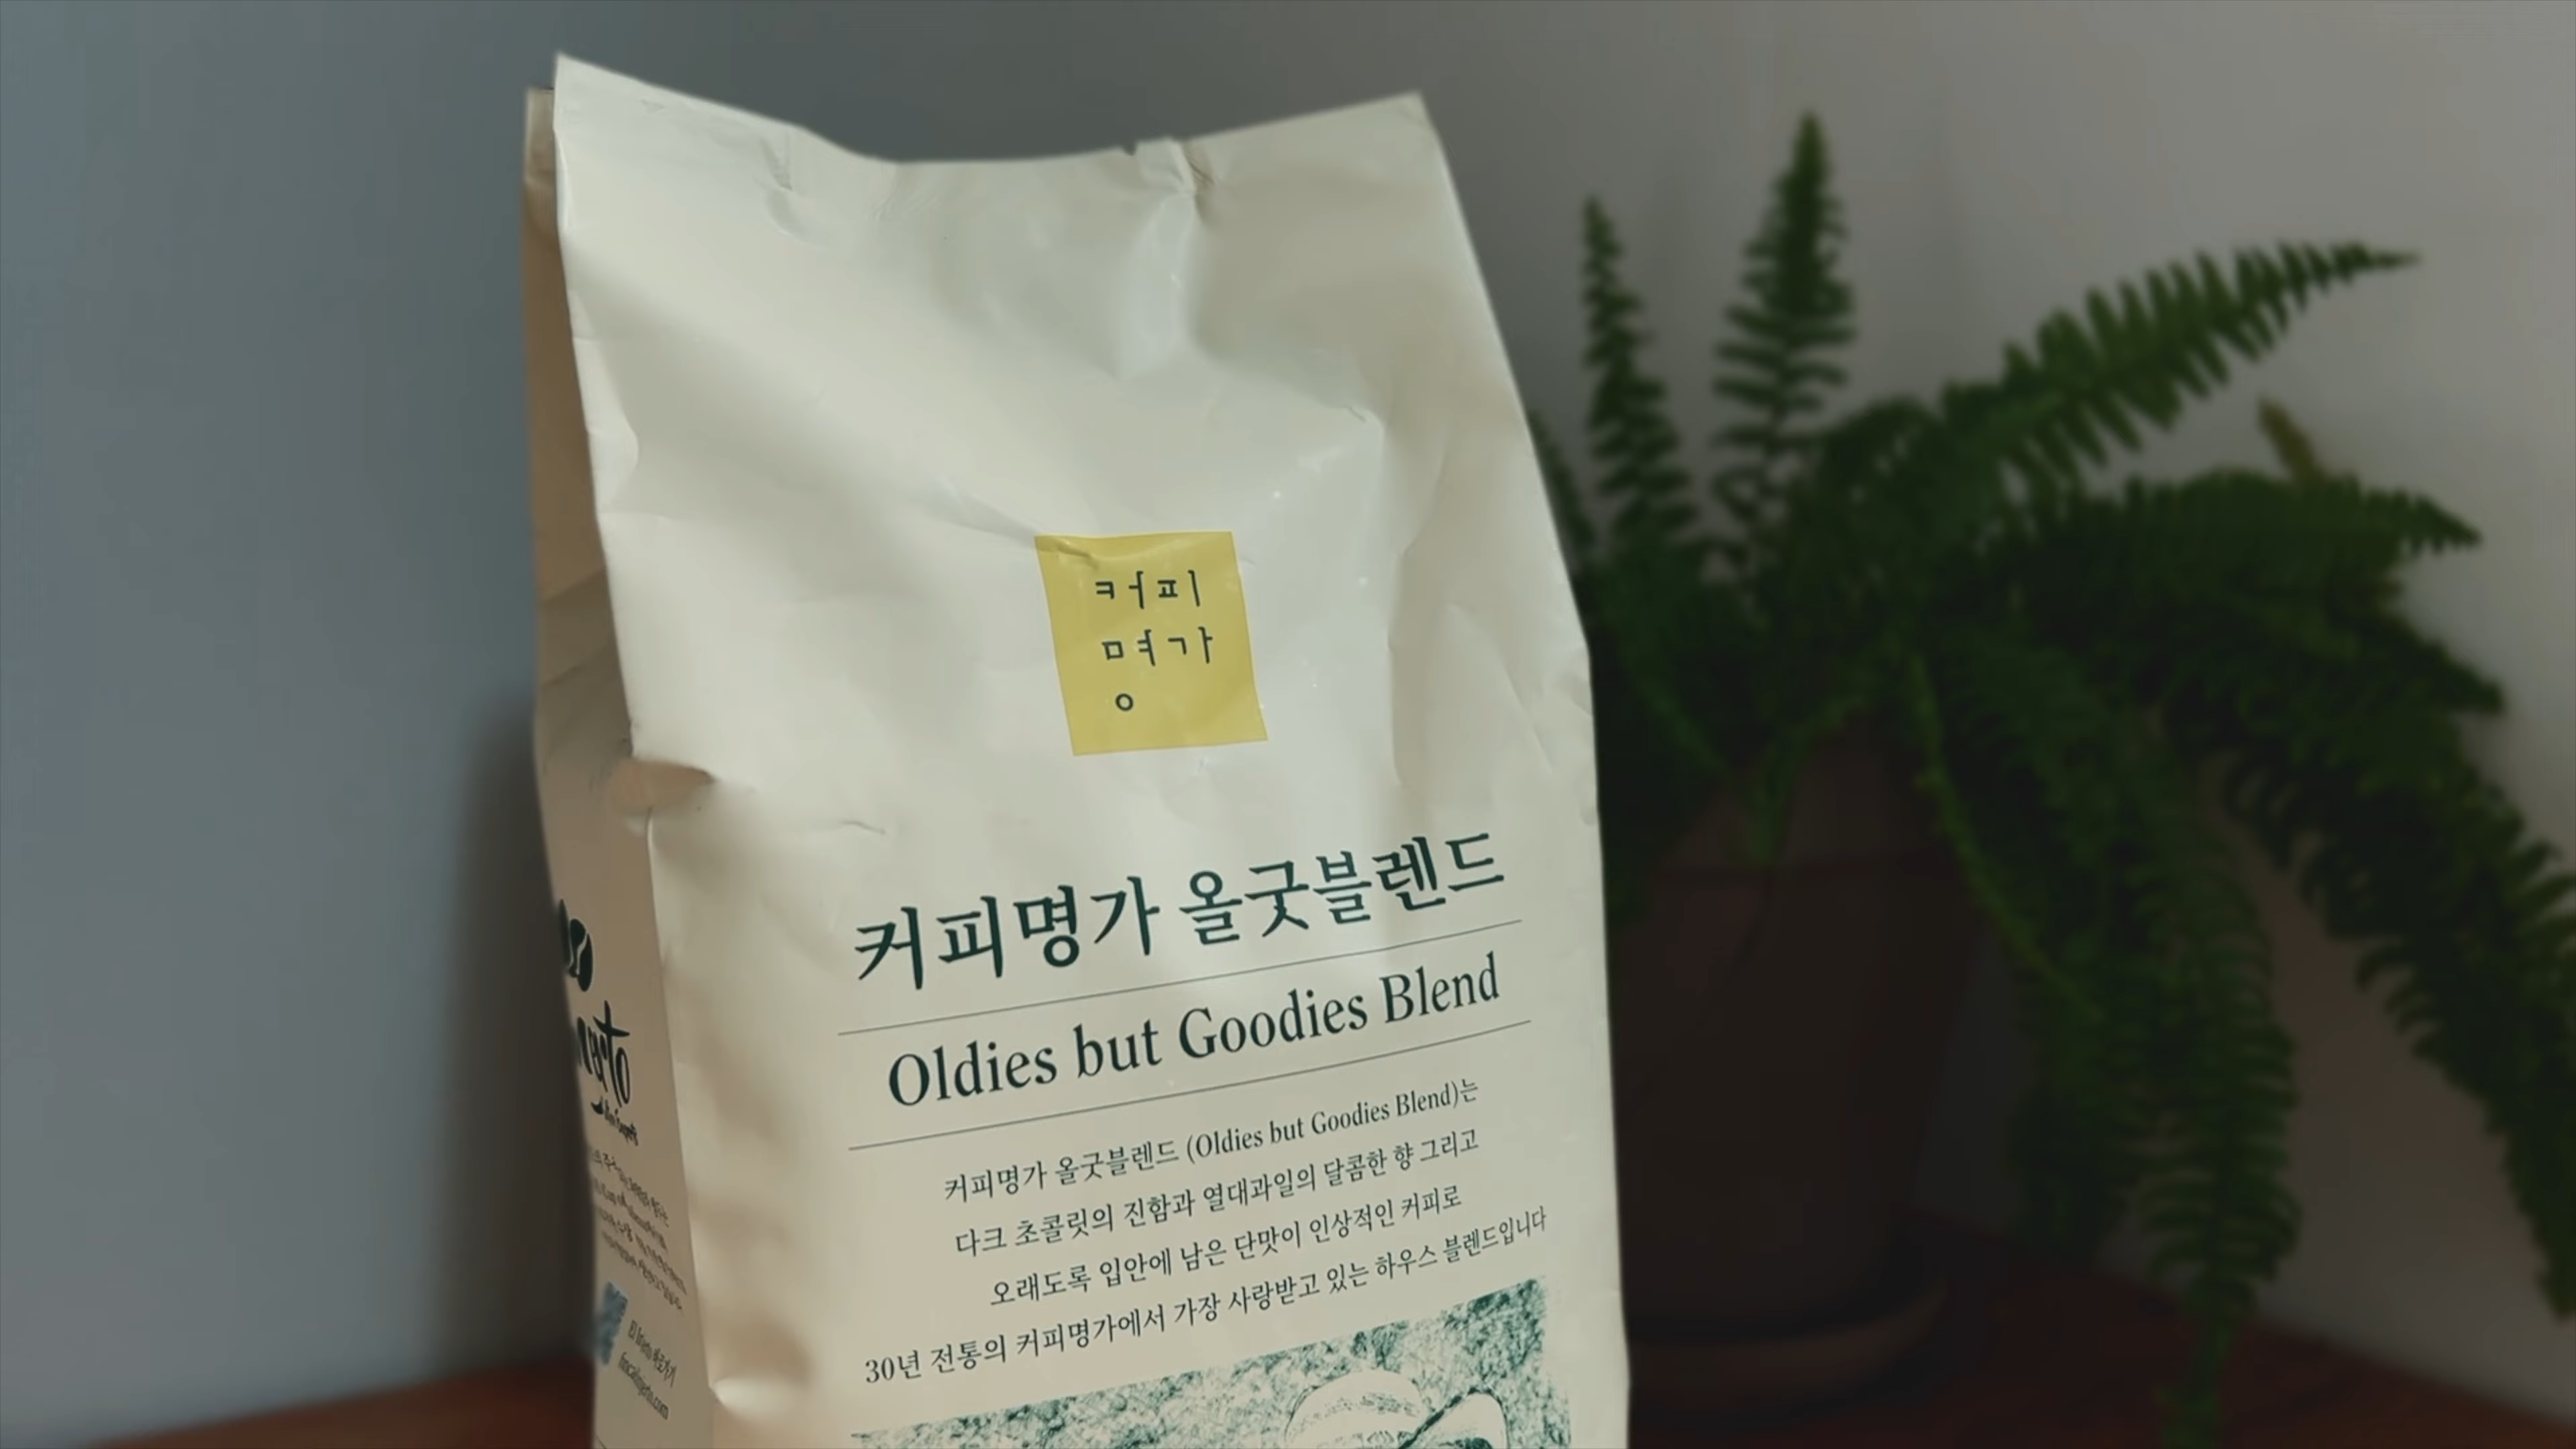 커피
명가
커피명가 올굿블렌드
Oldies but Goodies Blend
커피명가 올굿블렌드 (Oldies but Goodies Blend)는
다크 초콜릿의 진함과 열대과일의 달콤한 향 그리고
오래도록 입안에 남은 단맛이 인상적인 커피로
30년 전통의 커피명가에서 가장 사랑받고 있는 하우스 블렌드입니다